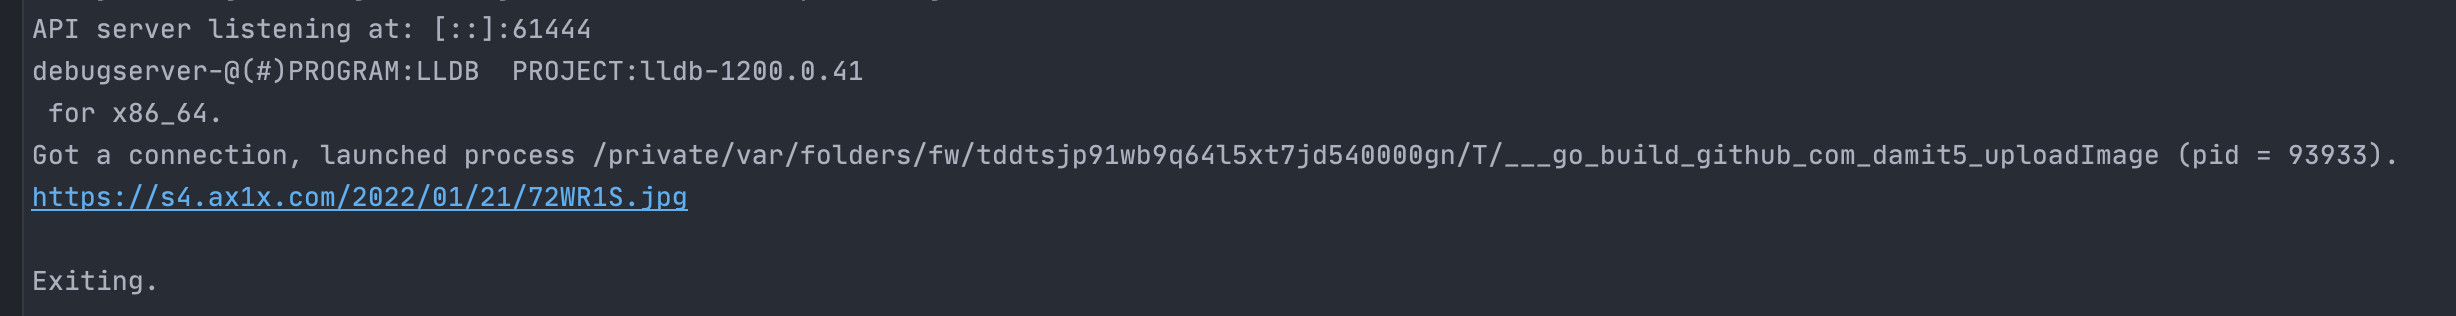 API server listening at: [::]:61444
debugserver-@(#)PROGRAM:LLDB  PROJECT:lldb-1200.0.41
 for x86_64.
Got a connection, launched process /private/var/folders/fw/tddtsjp91wb9q64l5xt7jd540000gn/T/___go_build_github_com_damit5_uploadImage (pid = 93933).
https://s4.ax1x.com/2022/01/21/72WR1S.jpg
Exiting.